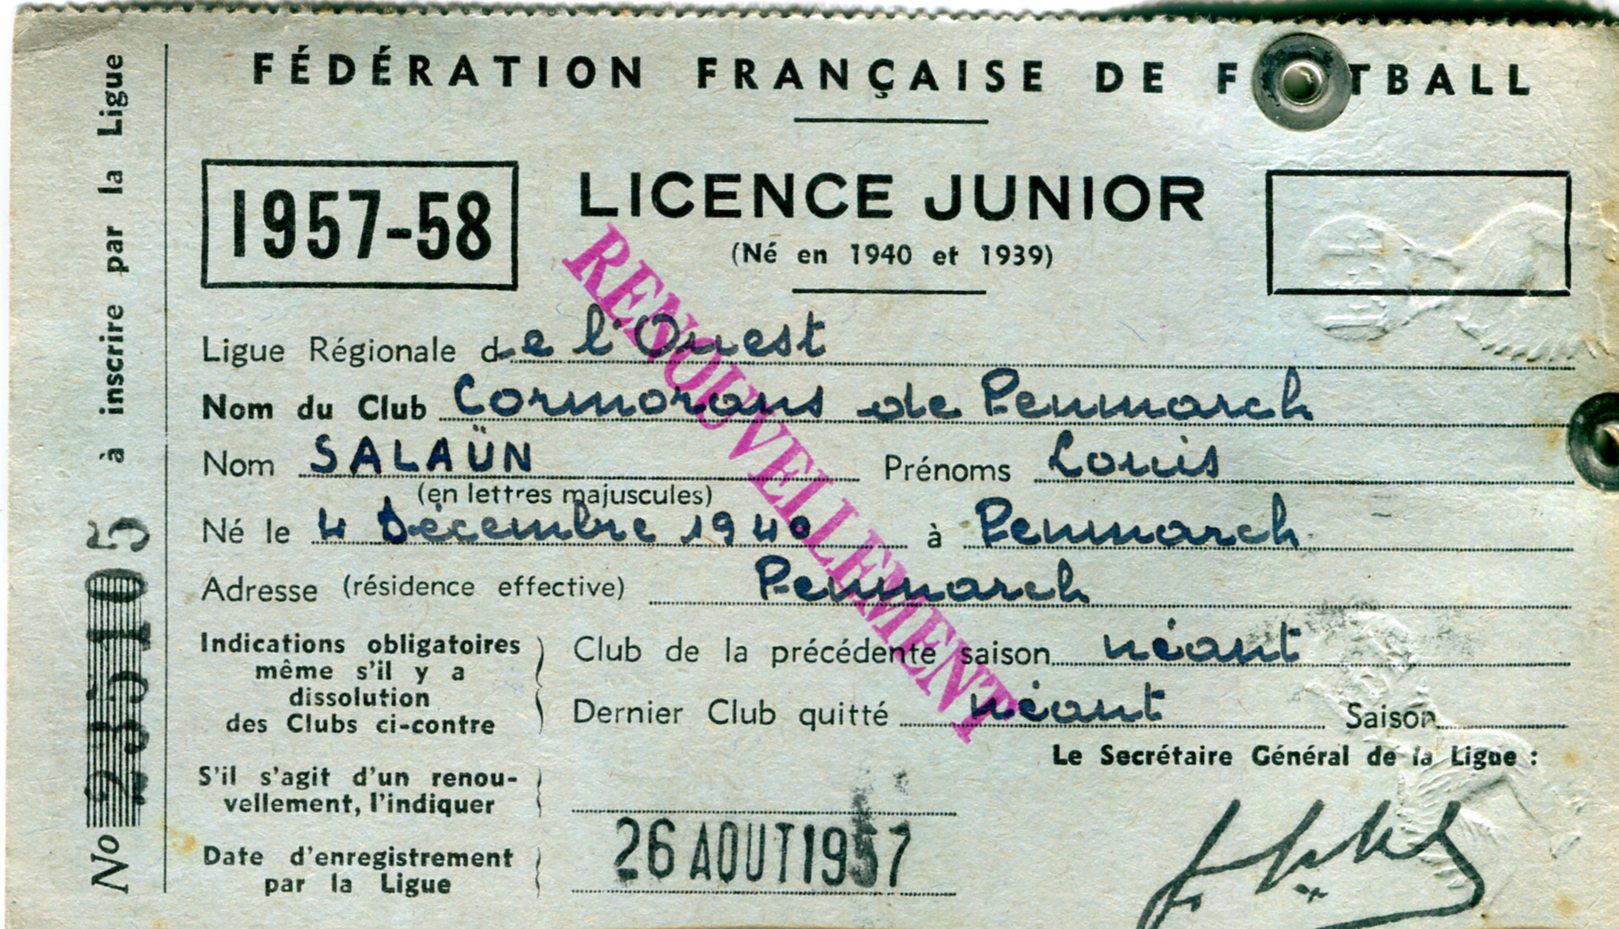 FÉDÉRATION FRANÇAISE DE FOOTBALL
1957-58
LICENCE JUNIOR
(Né en 1940 et 1939)
RENOUVELLEMENT
Ligue Régionale de l'Ouest
Nom du Club Cormorans de Penmarch
Nom SALAÜN Prénoms Louis
(en lettres majuscules)
Né le 4 Décembre 1940 à Penmarch
Adresse (résidence effective) Penmarch
Indications obligatoires
même s'il y a
dissolution
des Clubs ci-contre
Club de la précédente saison néant
Dernier Club quitté néant Saison
Le Secrétaire Général de la Ligue :
S'il s'agit d'un renou-
vellement, l'indiquer
Date d'enregistrement
par la Ligue
26 AOUT 1957
No 235105 à inscrire par la Ligue